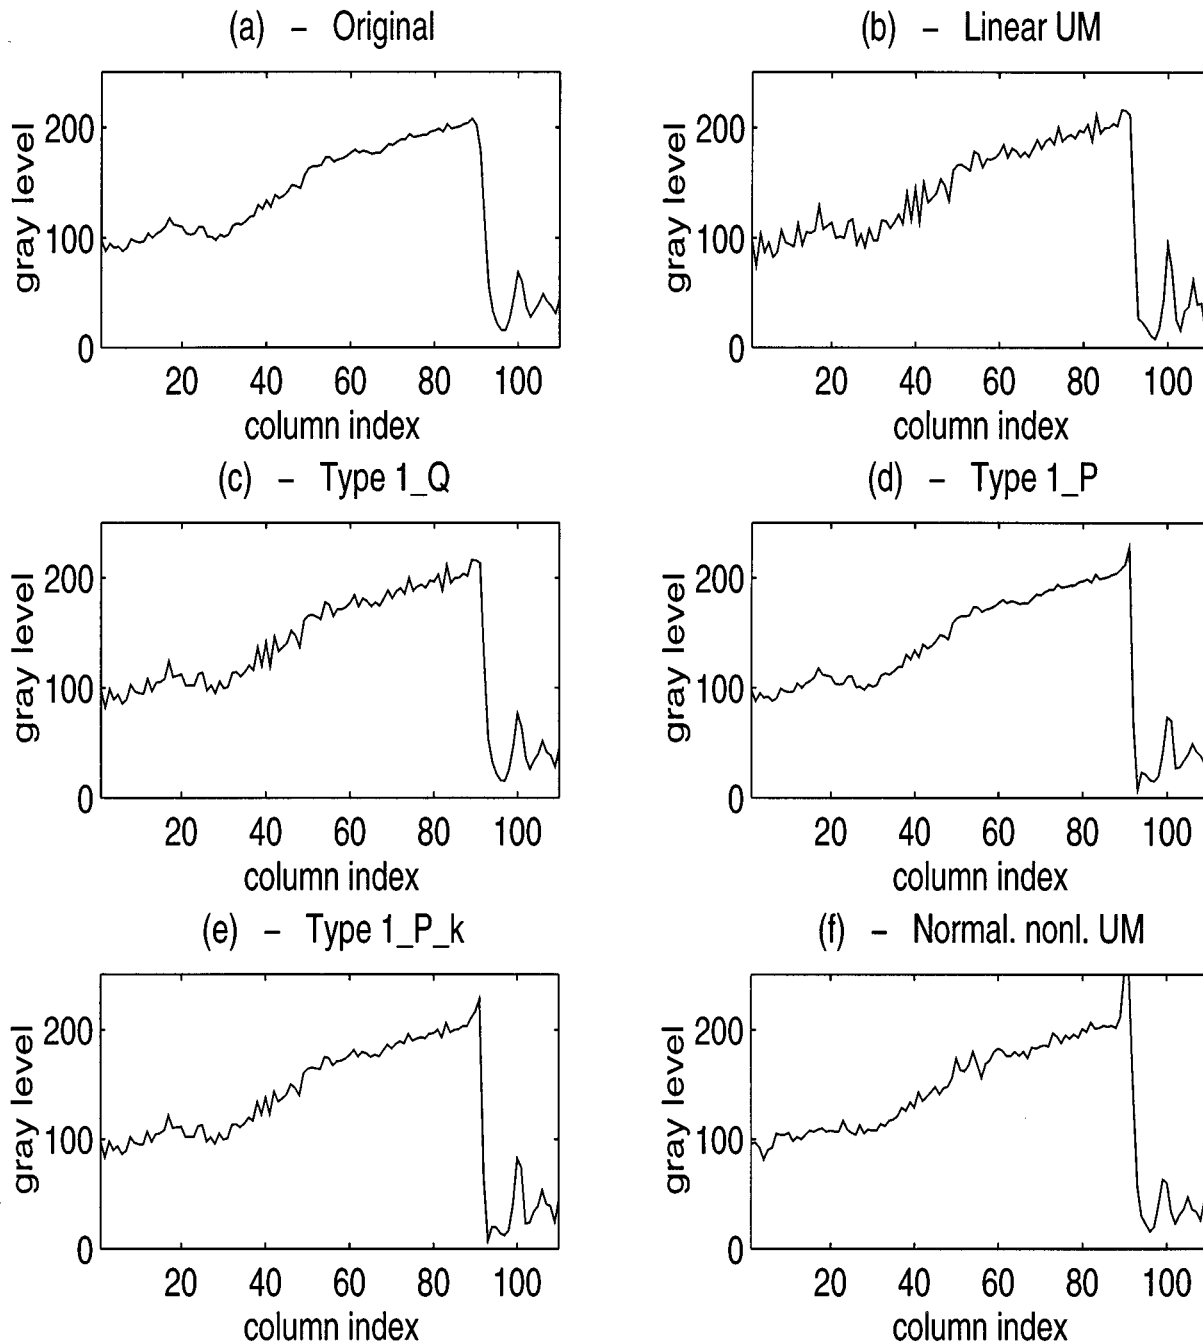 (a) – Original
gray level
200
100
0
20 40 60 80 100
column index
(b) – Linear UM
gray level
200
100
0
20 40 60 80 100
column index
(c) – Type 1_Q
gray level
200
100
0
20 40 60 80 100
column index
(d) – Type 1_P
gray level
200
100
0
20 40 60 80 100
column index
(e) – Type 1_P_k
gray level
200
100
0
20 40 60 80 100
column index
(f) – Normal. nonl. UM
gray level
200
100
0
20 40 60 80 100
column index